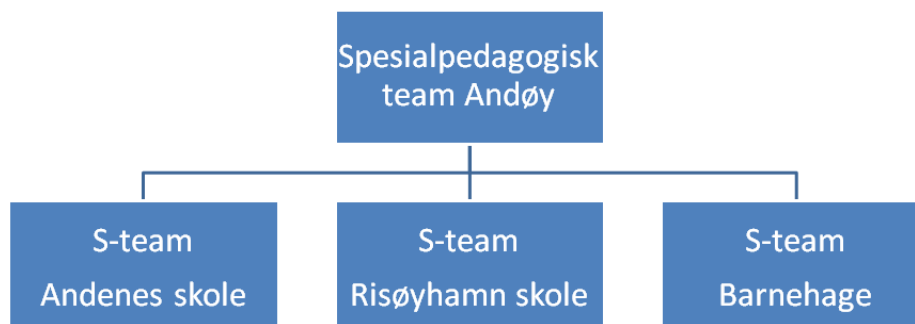 Spesialpedagogisk
team Andøy
S-team
Andenes skole
S-team
Risøyhamn skole
S-team
Barnehage